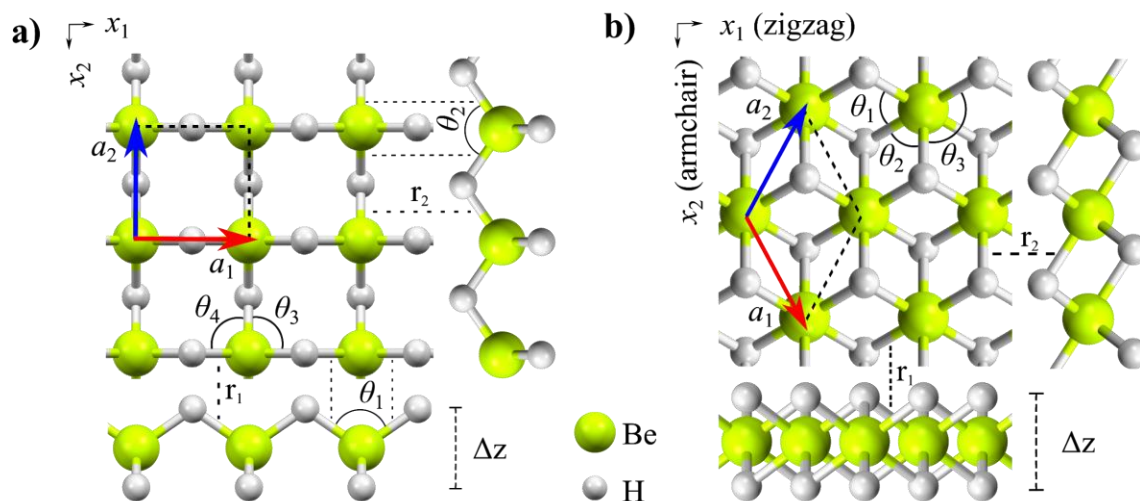 a)
x₁
x₂
a₂
a₁
θ₄
θ₃
r₁
θ₁
θ₂
r₂
Δz
Be
H
b)
x₁ (zigzag)
x₂ (armchair)
a₂
a₁
θ₁
θ₂
θ₃
r₂
r₁
Δz